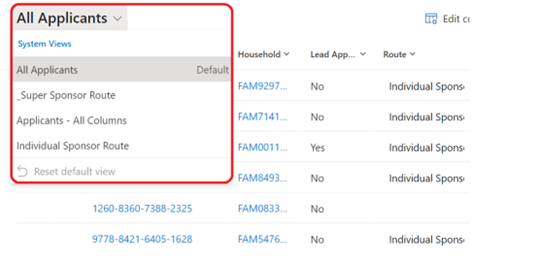 All Applicants
Edit co
System Views
Household
Lead App...
Route
All Applicants Default
FAM9297... No Individual Spons
_Super Sponsor Route
FAM7141... No Individual Spons
Applicants - All Columns
Individual Sponsor Route
FAM0011... Yes Individual Spons
Reset default view
FAM8493... No Individual Spons
1260-8360-7388-2325 FAM0833... No
9778-8421-6405-1628 FAM5476... No Individual Spons